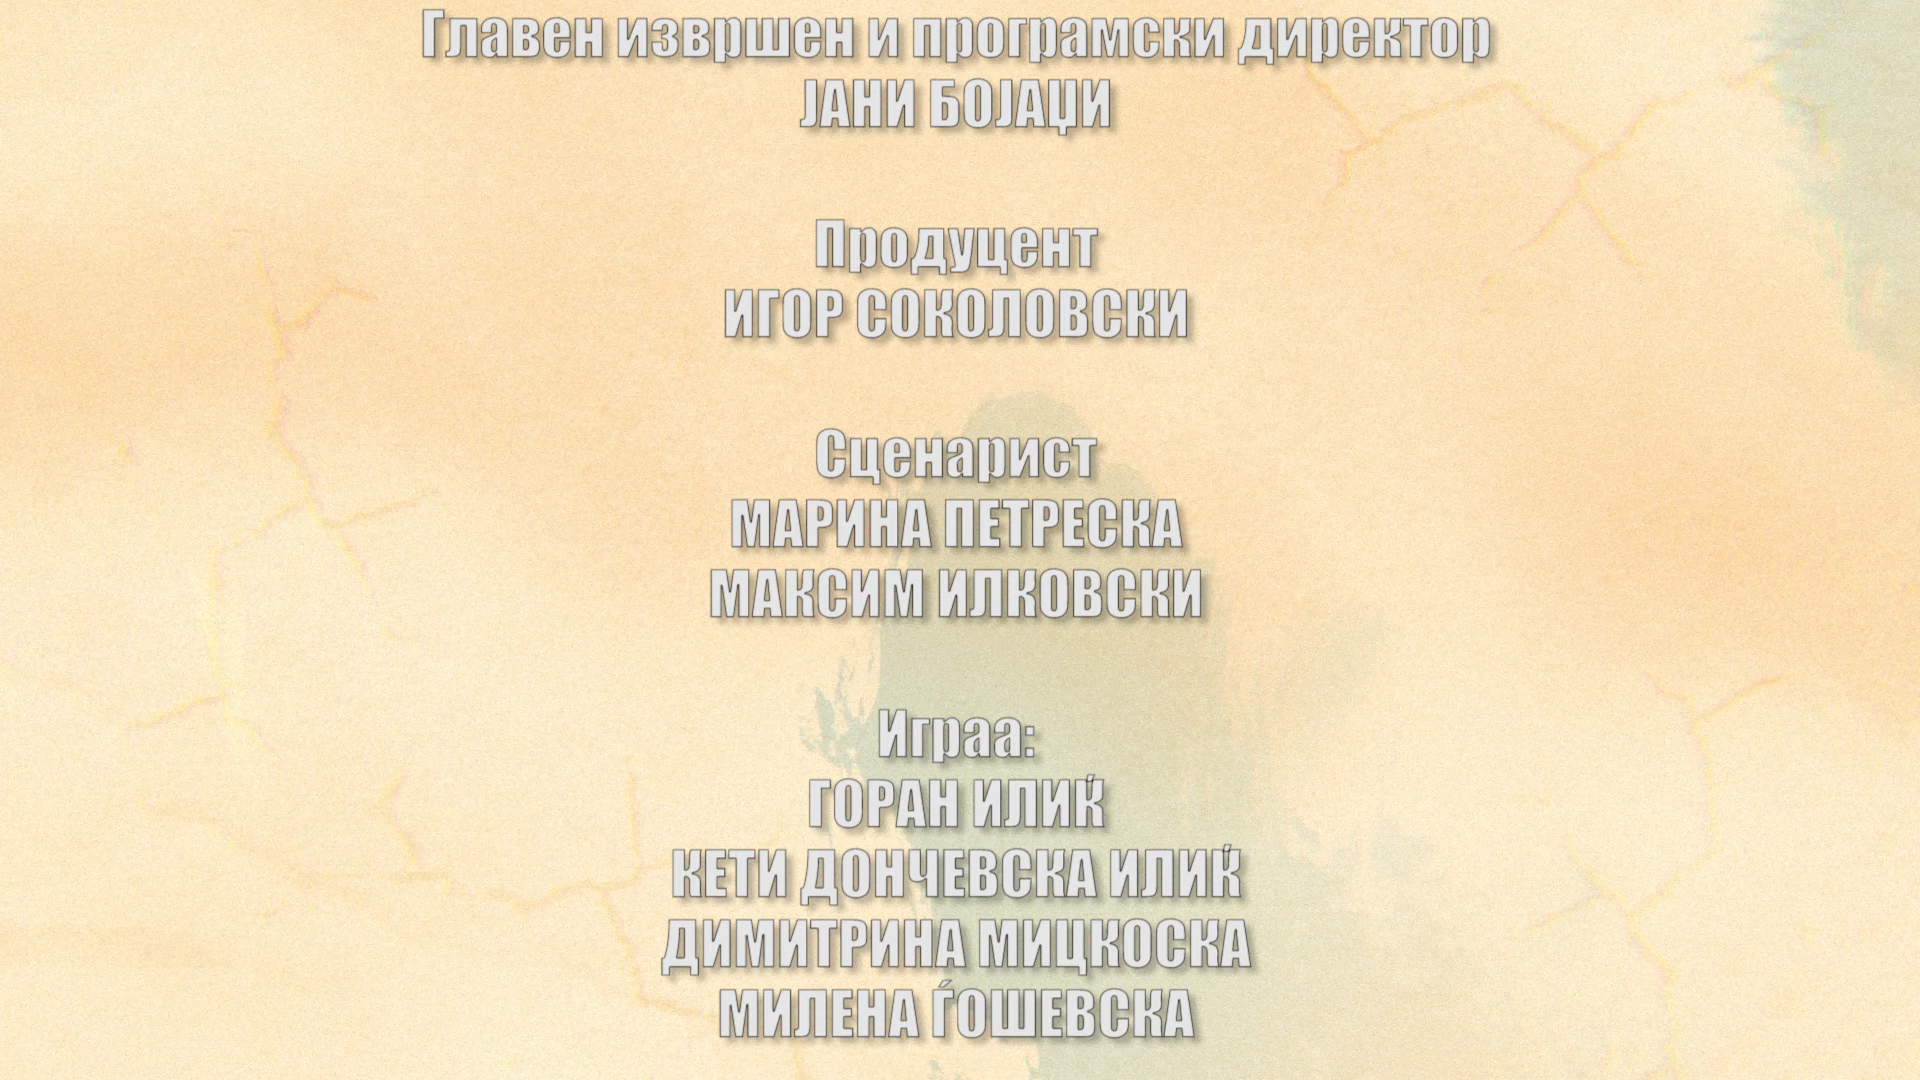 Главен извршен и програмски директор
ЈАНИ БОЈАЏИ
Продуцент
ИГОР СОКОЛОВСКИ
Сценарист
МАРИНА ПЕТРЕСКА
МАКСИМ ИЛКОВСКИ
Играа:
ГОРАН ИЛИЌ
КЕТИ ДОНЧЕВСКА ИЛИЌ
ДИМИТРИНА МИЦКОСКА
МИЛЕНА ЃОШЕВСКА